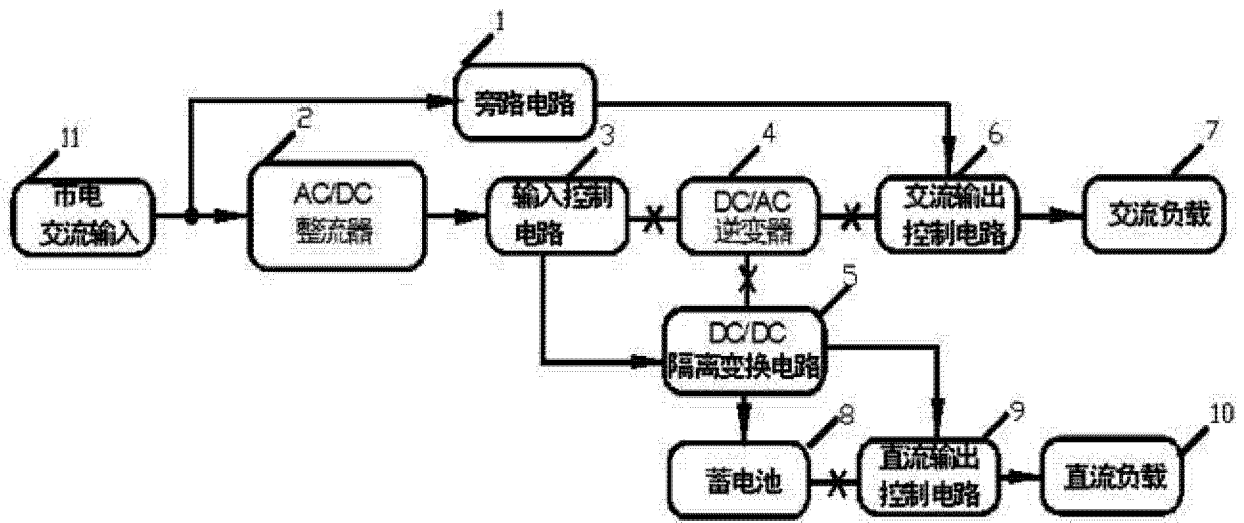 1
旁路电路
11
市电
交流输入
2
AC/DC
整流器
3
输入控制
电路
4
DC/AC
逆变器
6
交流输出
控制电路
7
交流负载
5
DC/DC
隔离变换电路
8
蓄电池
9
直流输出
控制电路
10
直流负载